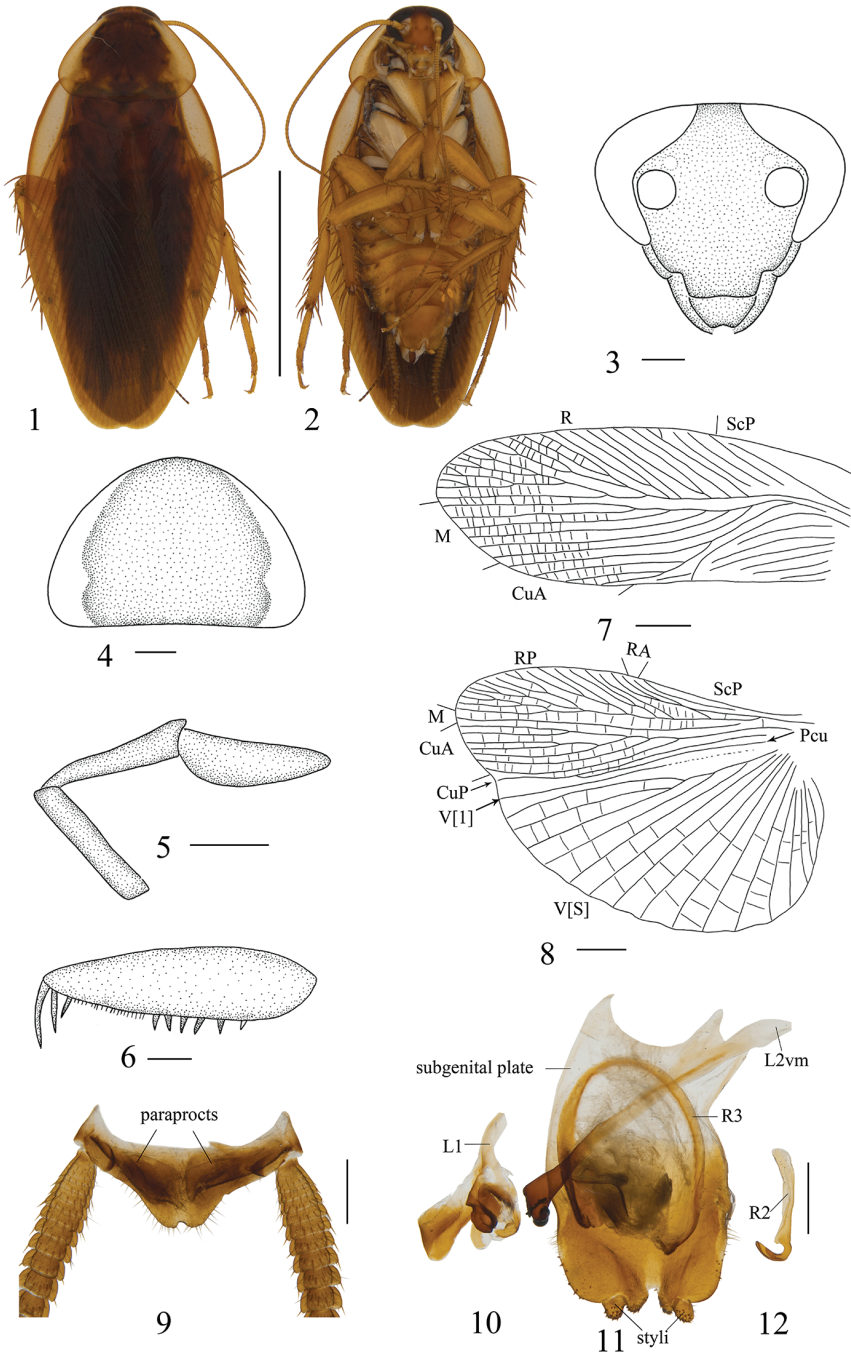 1
2
3
R
ScP
M
CuA
7
4
RP
RA
ScP
M
CuA
Pcu
CuP
V[1]
V[S]
5
8
6
subgenital plate
L2vm
paraprocts
L1
R3
R2
9
10
11
styli
12